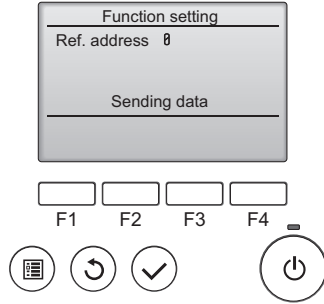 Function setting
Ref. address 0
Sending data
F1 F2 F3 F4